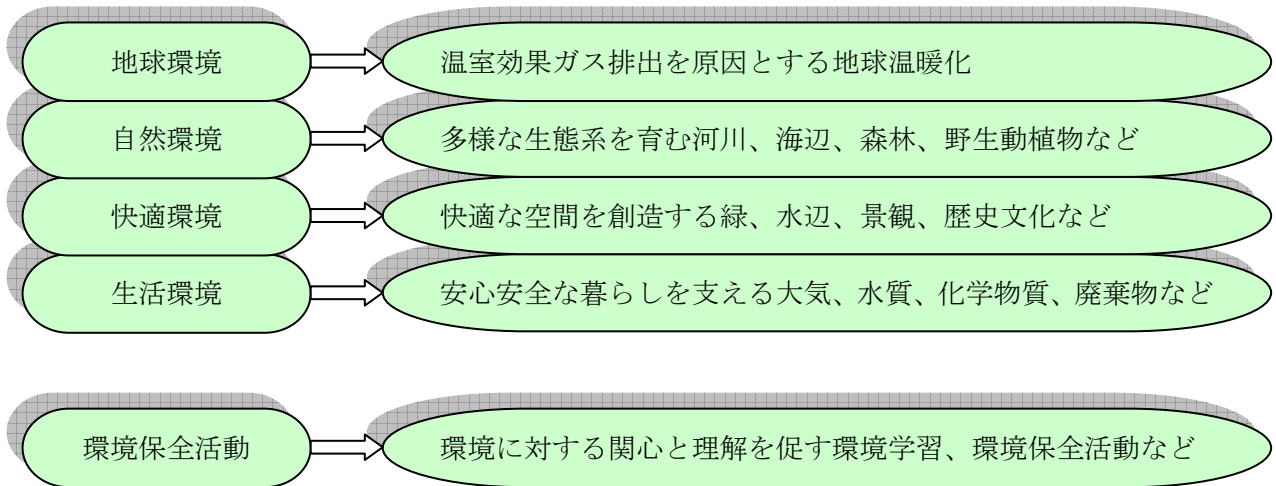 地球環境
温室効果ガス排出を原因とする地球温暖化
自然環境
多様な生態系を育む河川、海辺、森林、野生動植物など
快適環境
快適な空間を創造する緑、水辺、景観、歴史文化など
生活環境
安心安全な暮らしを支える大気、水質、化学物質、廃棄物など
環境保全活動
環境に対する関心と理解を促す環境学習、環境保全活動など